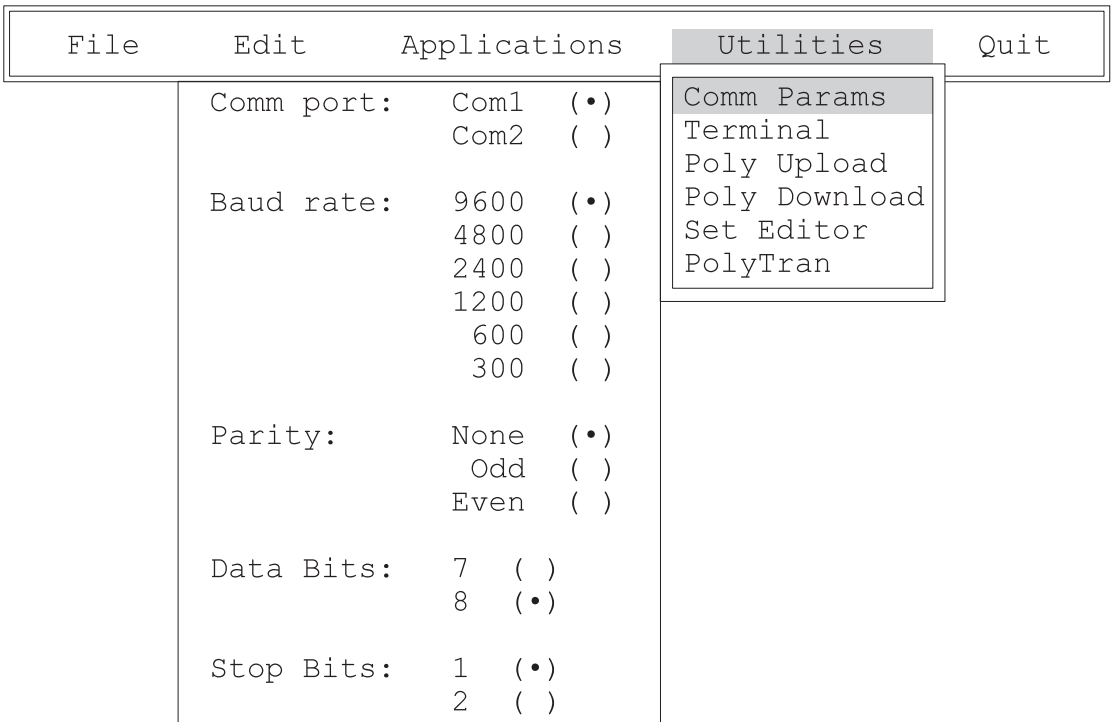 File Edit Applications Utilities Quit
Comm port: Com1 (•)
Com2 ( )
Baud rate: 9600 (•)
4800 ( )
2400 ( )
1200 ( )
600 ( )
300 ( )
Parity: None (•)
Odd ( )
Even ( )
Data Bits: 7 ( )
8 (•)
Stop Bits: 1 (•)
2 ( )
Comm Params
Terminal
Poly Upload
Poly Download
Set Editor
PolyTran